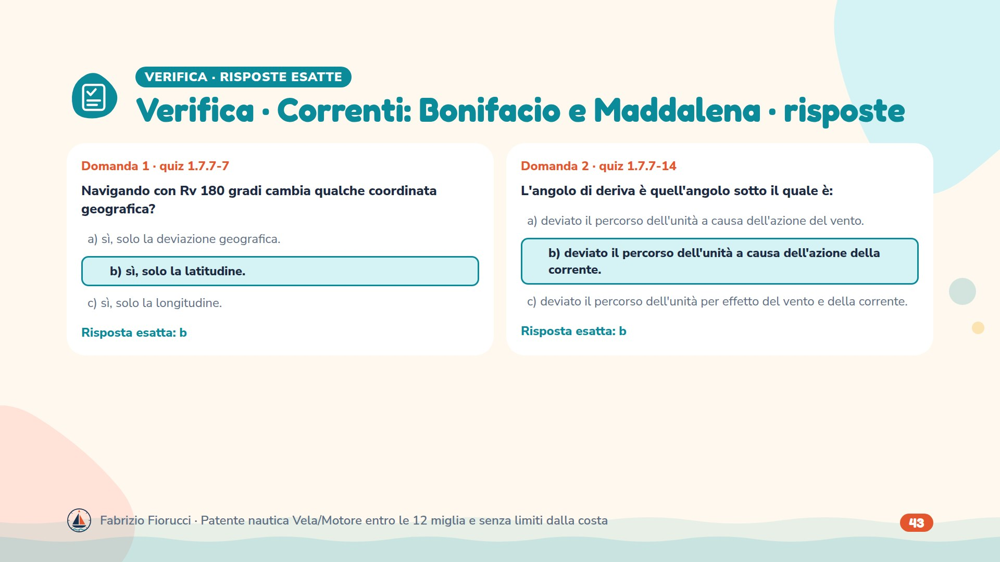 VERIFICA · RISPOSTE ESATTE
Verifica · Correnti: Bonifacio e Maddalena · risposte
Domanda 1 · quiz 1.7.7-7
Navigando con Rv 180 gradi cambia qualche coordinata
geografica?
a) sì, solo la deviazione geografica.
b) sì, solo la latitudine.
c) sì, solo la longitudine.
Risposta esatta: b
Domanda 2 · quiz 1.7.7-14
L'angolo di deriva è quell'angolo sotto il quale è:
a) deviato il percorso dell'unità a causa dell'azione del vento.
b) deviato il percorso dell'unità a causa dell'azione della
corrente.
c) deviato il percorso dell'unità per effetto del vento e della corrente.
Risposta esatta: b
Fabrizio Fiorucci · Patente nautica Vela/Motore entro le 12 miglia e senza limiti dalla costa
43